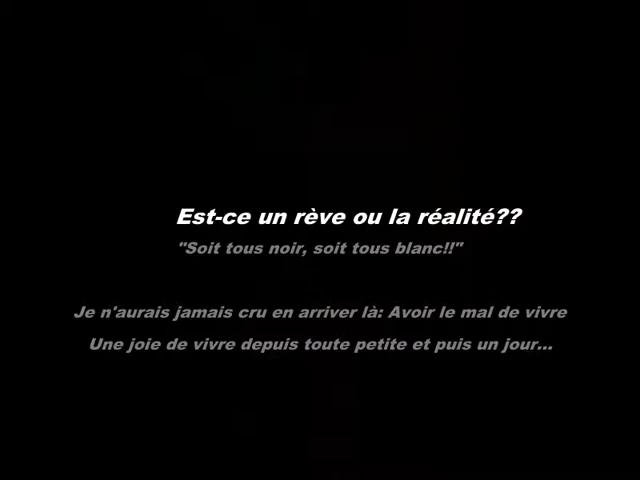 Est-ce un rève ou la réalité??
"Soit tous noir, soit tous blanc!!"
Je n'aurais jamais cru en arriver là: Avoir le mal de vivre
Une joie de vivre depuis toute petite et puis un jour...